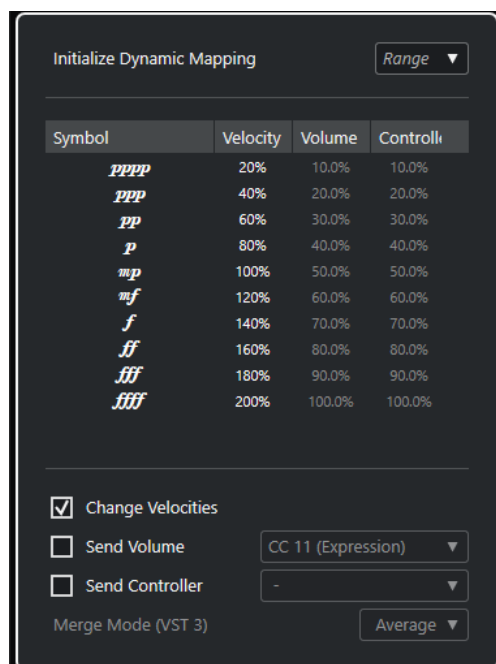 Initialize Dynamic Mapping Range
Symbol Velocity Volume Controlle
pppp 20% 10.0% 10.0%
ppp 40% 20.0% 20.0%
pp 60% 30.0% 30.0%
p 80% 40.0% 40.0%
mp 100% 50.0% 50.0%
mf 120% 60.0% 60.0%
f 140% 70.0% 70.0%
ff 160% 80.0% 80.0%
fff 180% 90.0% 90.0%
ffff 200% 100.0% 100.0%
Change Velocities
Send Volume CC 11 (Expression)
Send Controller -
Merge Mode (VST 3) Average